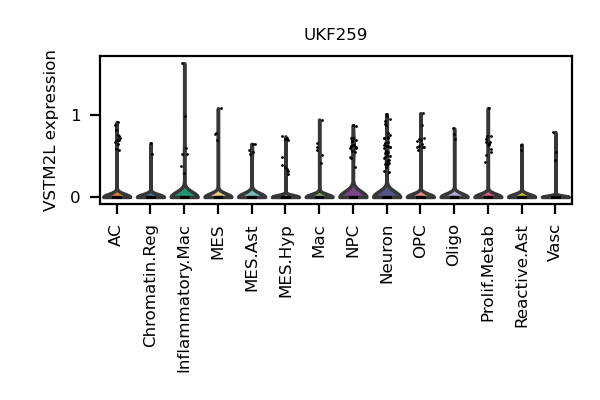 UKF259
VSTM2L expression
1
0
AC
Chromatin.Reg
Inflammatory.Mac
MES
MES.Ast
MES.Hyp
Mac
NPC
Neuron
OPC
Oligo
Prolif.Metab
Reactive.Ast
Vasc